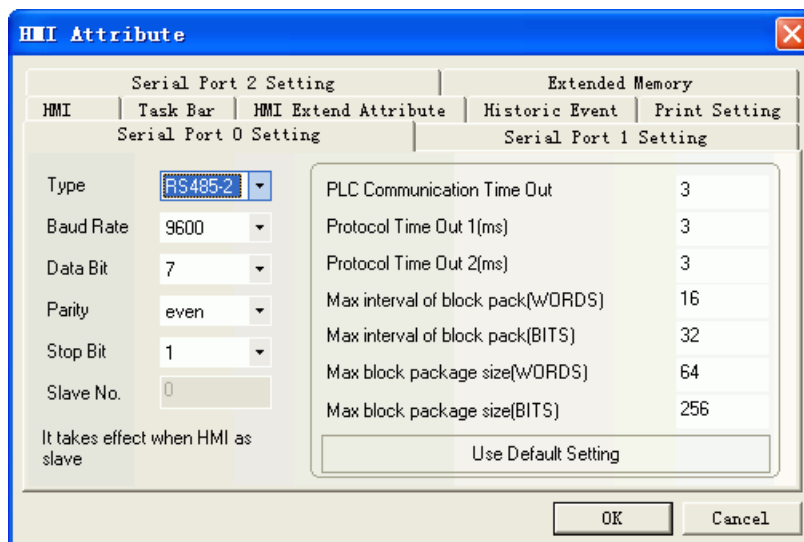 HMI Attribute
Serial Port 2 Setting Extended Memory
HMI Task Bar HMI Extend Attribute Historic Event Print Setting
Serial Port 0 Setting Serial Port 1 Setting
Type RS485-2
Baud Rate 9600
Data Bit 7
Parity even
Stop Bit 1
Slave No. 0
It takes effect when HMI as
slave
PLC Communication Time Out 3
Protocol Time Out 1(ms) 3
Protocol Time Out 2(ms) 3
Max interval of block pack(WORDS) 16
Max interval of block pack(BITS) 32
Max block package size(WORDS) 64
Max block package size(BITS) 256
Use Default Setting
OK Cancel